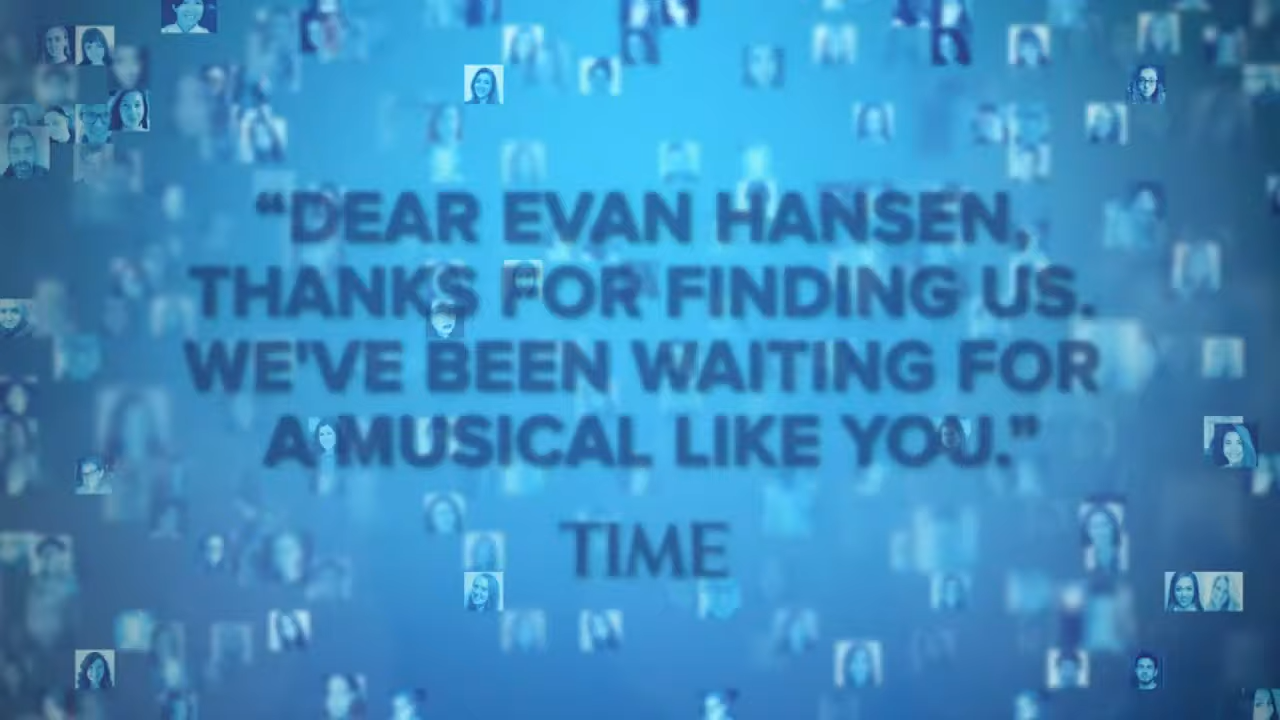 “DEAR EVAN HANSEN,
THANKS FOR FINDING US.
WE'VE BEEN WAITING FOR
A MUSICAL LIKE YOU.”
TIME